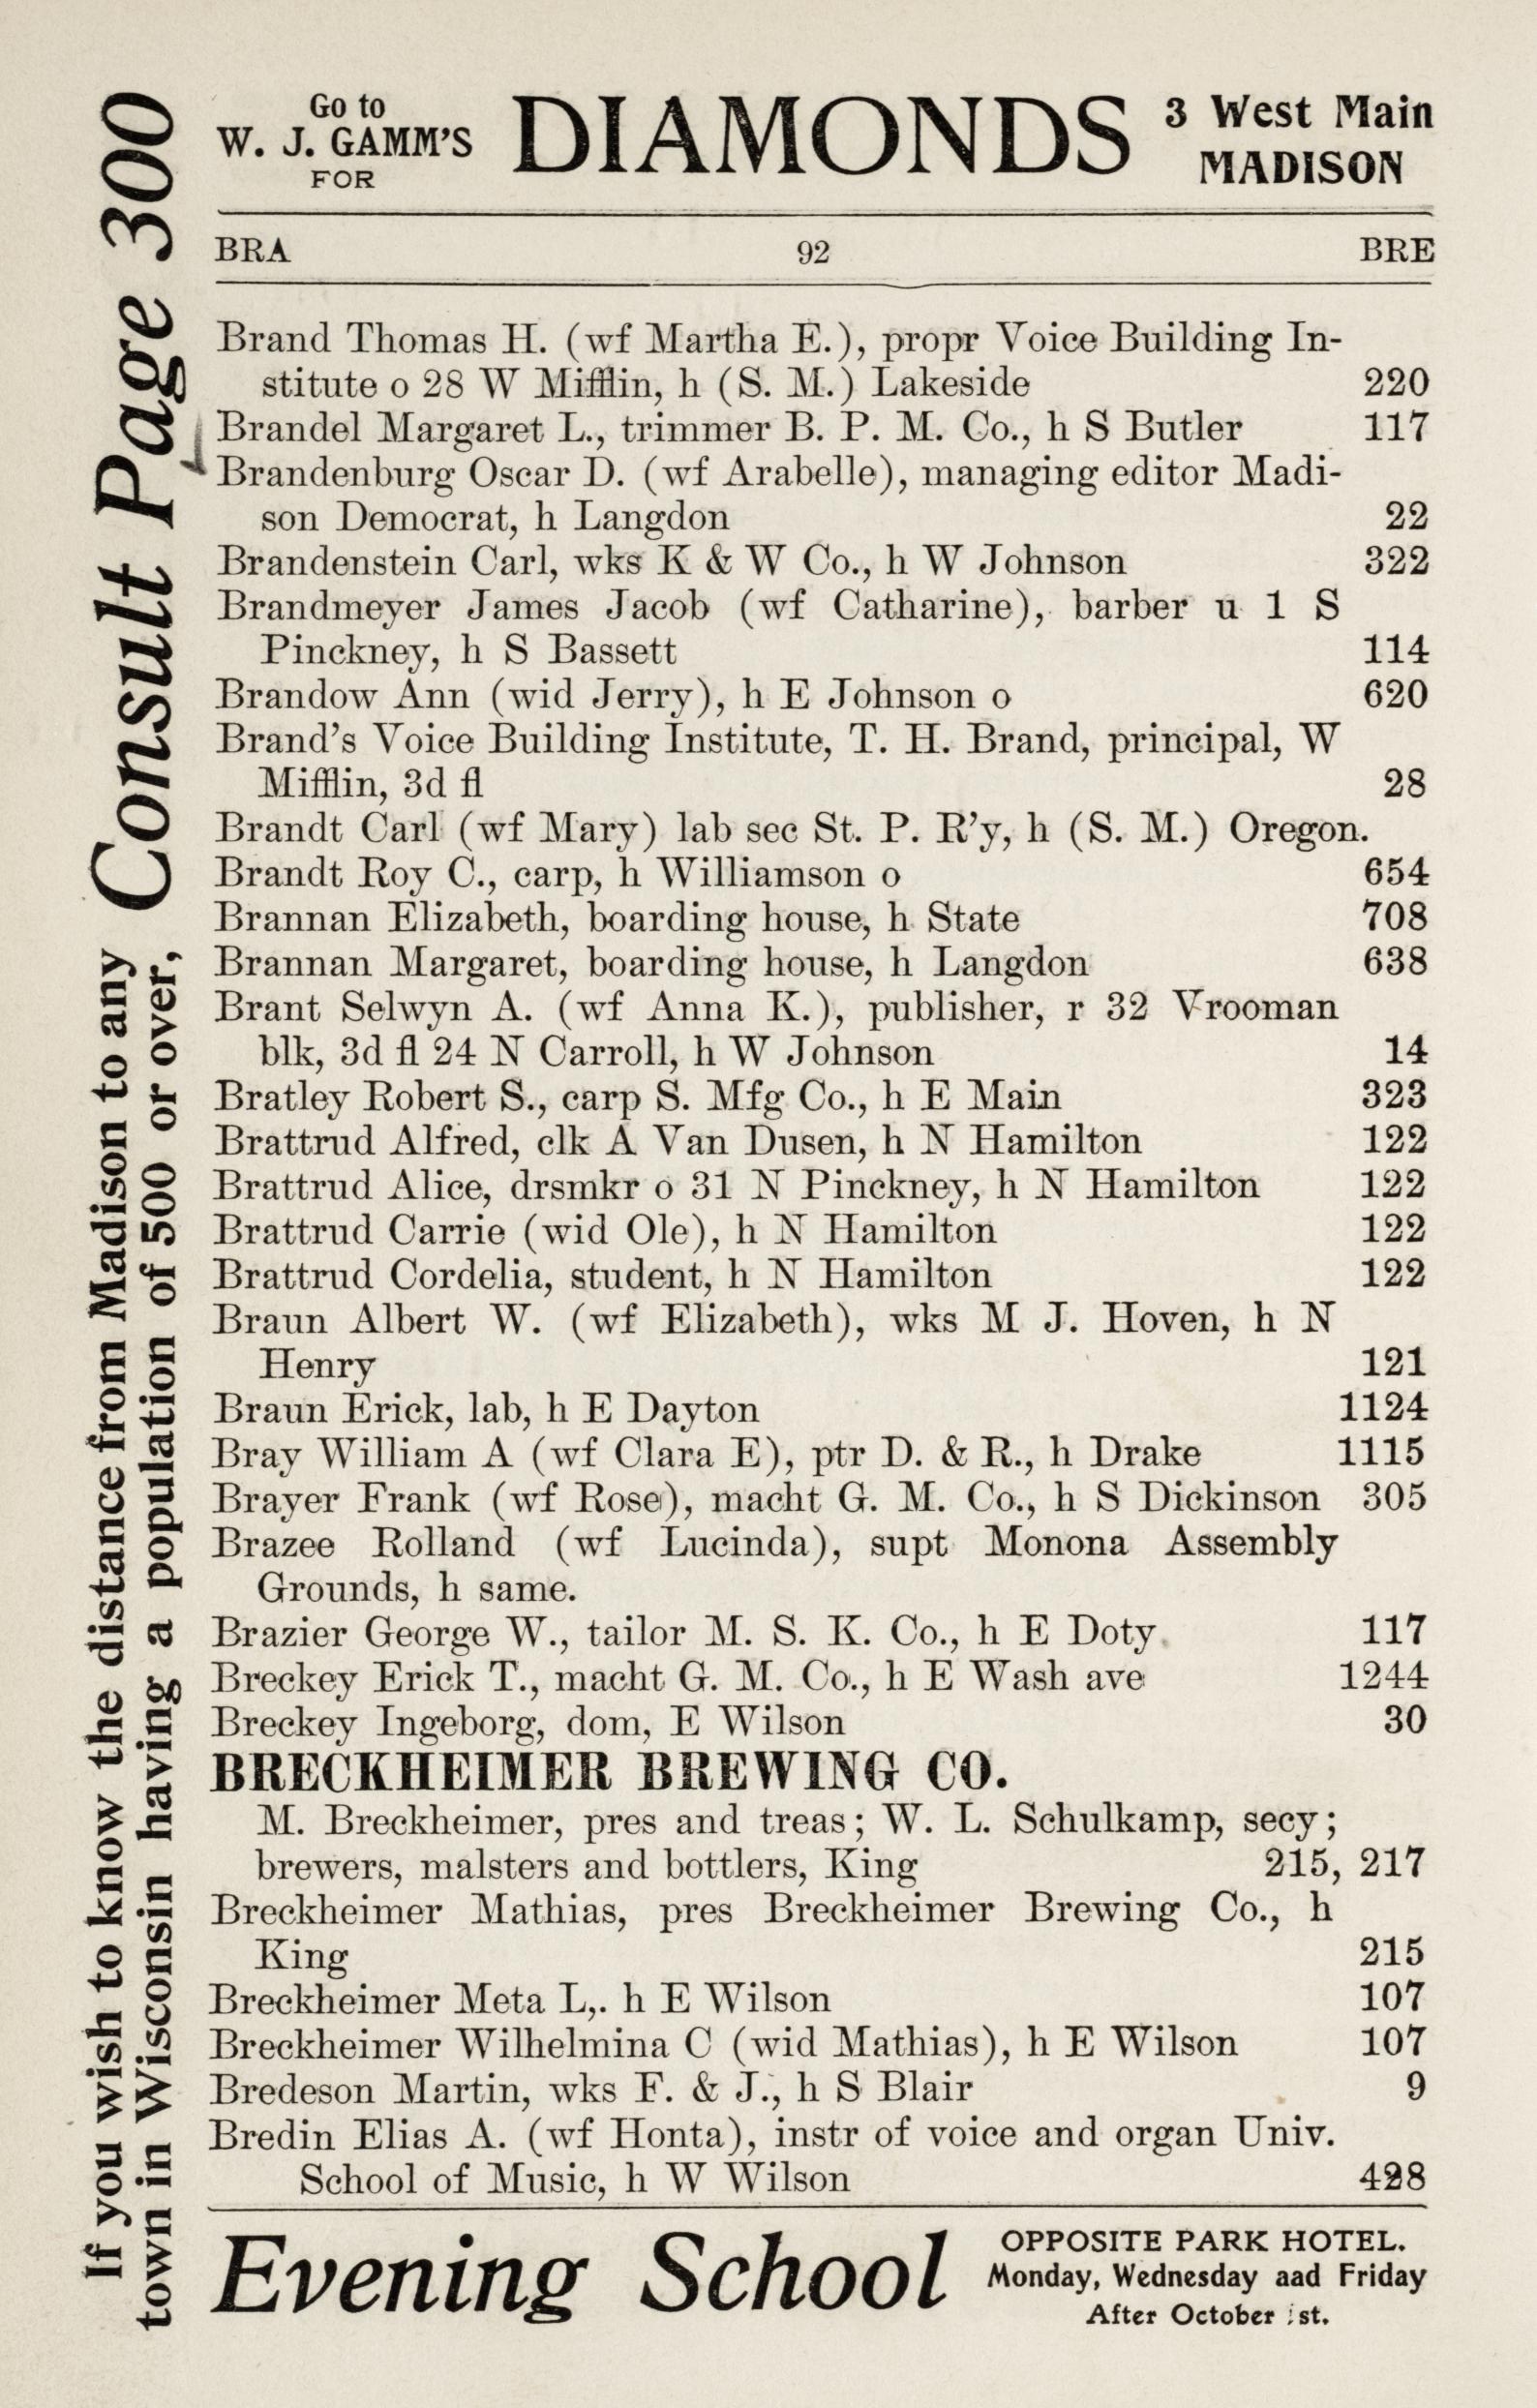 Go to
W. J. GAMM'S
FOR
DIAMONDS
3 West Main
MADISON
BRA 92 BRE
Brand Thomas H. (wf Martha E.), propr Voice Building In-
stitute o 28 W Mifflin, h (S. M.) Lakeside 220
Brandel Margaret L., trimmer B. P. M. Co., h S Butler 117
Brandenburg Oscar D. (wf Arabelle), managing editor Madi-
son Democrat, h Langdon 22
Brandenstein Carl, wks K & W Co., h W Johnson 322
Brandmeyer James Jacob (wf Catharine), barber u 1 S
Pinckney, h S Bassett 114
Brandow Ann (wid Jerry), h E Johnson o 620
Brand's Voice Building Institute, T. H. Brand, principal, W
Mifflin, 3d fl 28
Brandt Carl (wf Mary) lab sec St. P. R'y, h (S. M.) Oregon.
Brandt Roy C., carp, h Williamson o 654
Brannan Elizabeth, boarding house, h State 708
Brannan Margaret, boarding house, h Langdon 638
Brant Selwyn A. (wf Anna K.), publisher, r 32 Vrooman
blk, 3d fl 24 N Carroll, h W Johnson 14
Bratley Robert S., carp S. Mfg Co., h E Main 323
Brattrud Alfred, clk A Van Dusen, h N Hamilton 122
Brattrud Alice, drsmkr o 31 N Pinckney, h N Hamilton 122
Brattrud Carrie (wid Ole), h N Hamilton 122
Brattrud Cordelia, student, h N Hamilton 122
Braun Albert W. (wf Elizabeth), wks M J. Hoven, h N
Henry 121
Braun Erick, lab, h E Dayton 1124
Bray William A (wf Clara E), ptr D. & R., h Drake 1115
Brayer Frank (wf Rose), macht G. M. Co., h S Dickinson 305
Brazee Rolland (wf Lucinda), supt Monona Assembly
Grounds, h same.
Brazier George W., tailor M. S. K. Co., h E Doty 117
Breckey Erick T., macht G. M. Co., h E Wash ave 1244
Breckey Ingeborg, dom, E Wilson 30
BRECKHEIMER BREWING CO.
M. Breckheimer, pres and treas; W. L. Schulkamp, secy;
brewers, malsters and bottlers, King 215, 217
Breckheimer Mathias, pres Breckheimer Brewing Co., h
King 215
Breckheimer Meta L,. h E Wilson 107
Breckheimer Wilhelmina C (wid Mathias), h E Wilson 107
Bredeson Martin, wks F. & J., h S Blair 9
Bredin Elias A. (wf Honta), instr of voice and organ Univ.
School of Music, h W Wilson 428
Evening School
OPPOSITE PARK HOTEL.
Monday, Wednesday aad Friday
After October 1st.
If you wish to know the distance from Madison to any
town in Wisconsin having a population of 500 or over,
Consult Page 300